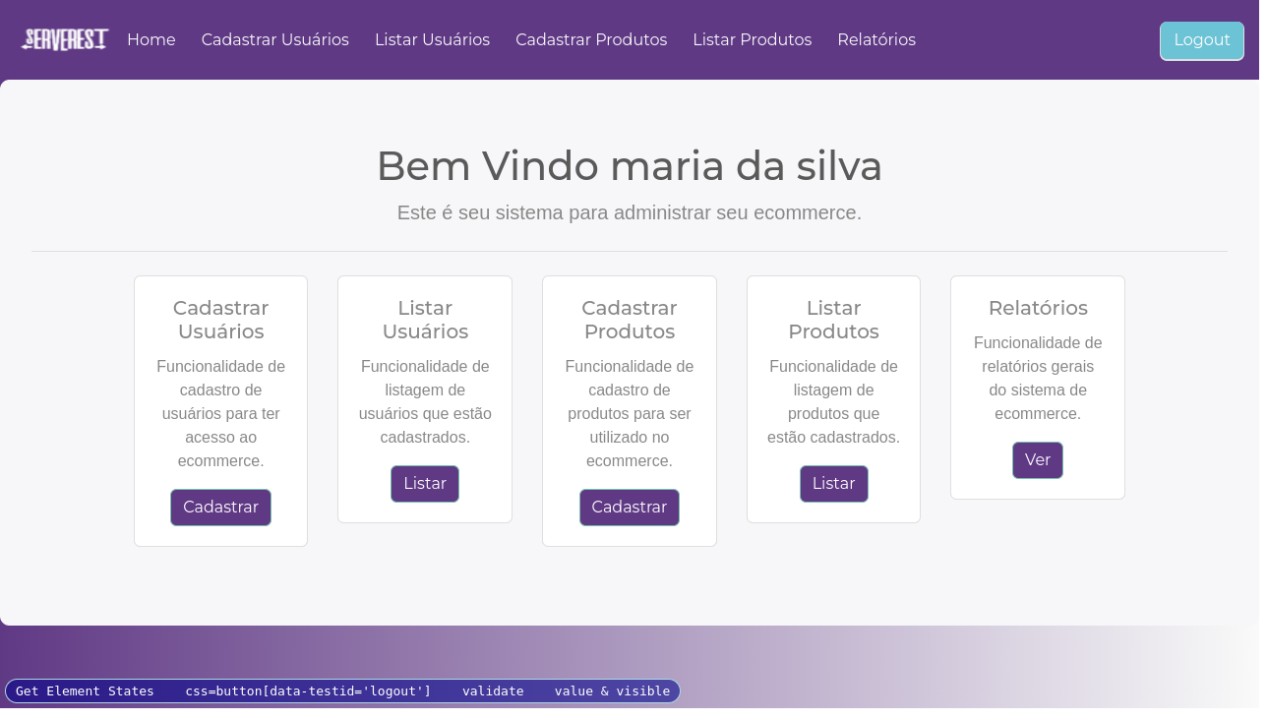 SERVEREST Home Cadastrar Usuários Listar Usuários Cadastrar Produtos Listar Produtos Relatórios Logout
Bem Vindo maria da silva
Este é seu sistema para administrar seu ecommerce.
Cadastrar
Usuários
Funcionalidade de
cadastro de
usuários para ter
acesso ao
ecommerce.
Cadastrar
Listar
Usuários
Funcionalidade de
listagem de
usuários que estão
cadastrados.
Listar
Cadastrar
Produtos
Funcionalidade de
cadastro de
produtos para ser
utilizado no
ecommerce.
Cadastrar
Listar
Produtos
Funcionalidade de
listagem de
produtos que
estão cadastrados.
Listar
Relatórios
Funcionalidade de
relatórios gerais
do sistema de
ecommerce.
Ver
Get Element States css=button[data-testid='logout'] validate value & visible